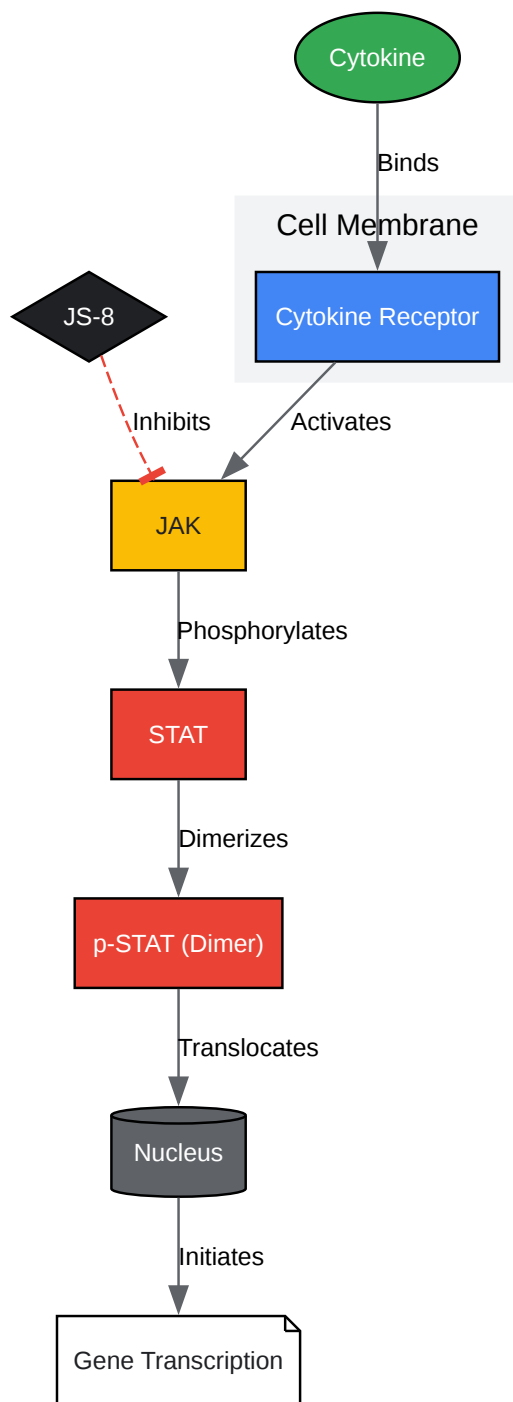 Cytokine
Binds
Cell Membrane
JS-8
Cytokine Receptor
Inhibits
Activates
JAK
Phosphorylates
STAT
Dimerizes
p-STAT (Dimer)
Translocates
Nucleus
Initiates
Gene Transcription